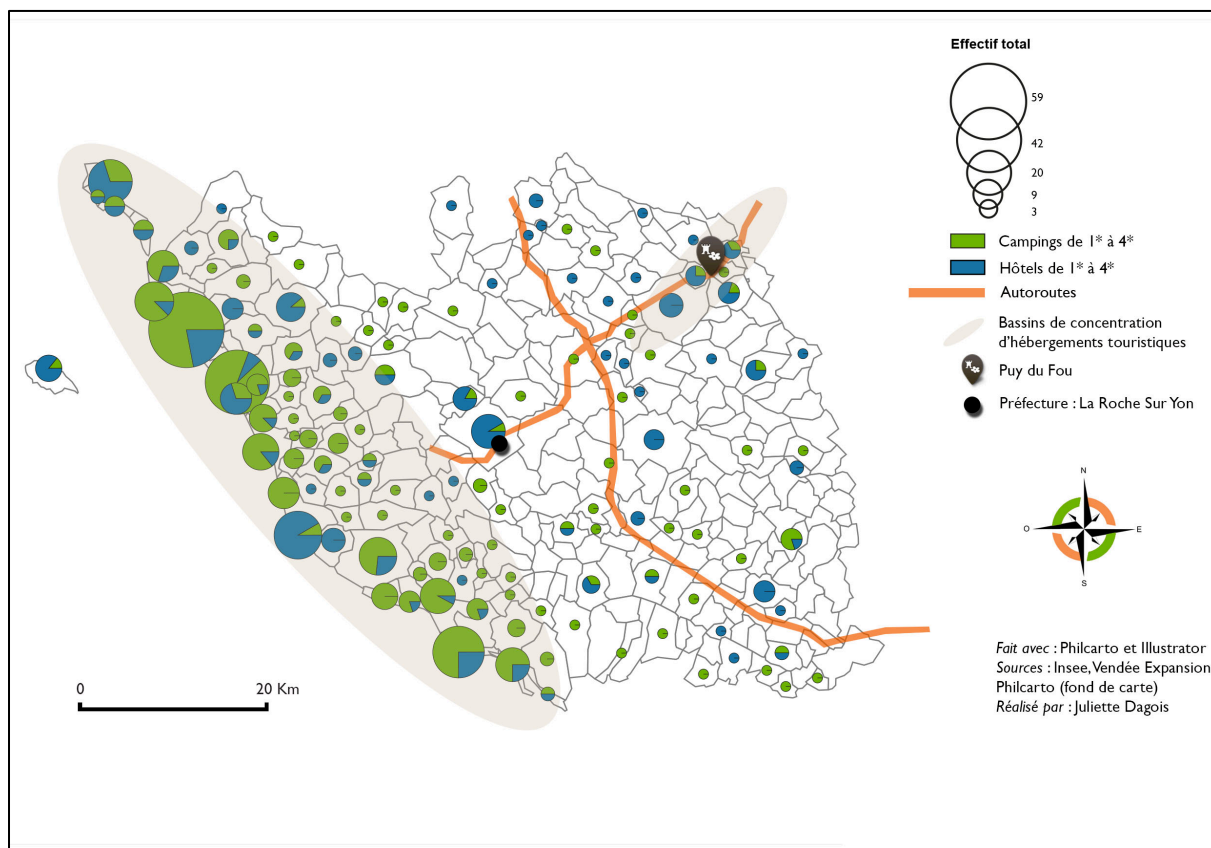 Effectif total
59
42
20
9
3
Campings de 1* à 4*
Hôtels de 1* à 4*
Autoroutes
Bassins de concentration
d'hébergements touristiques
Puy du Fou
Préfecture : La Roche Sur Yon
N
O
E
S
0
20 Km
Fait avec : Philcarto et Illustrator
Sources : Insee, Vendée Expansion
Philcarto (fond de carte)
Réalisé par : Juliette Dagois